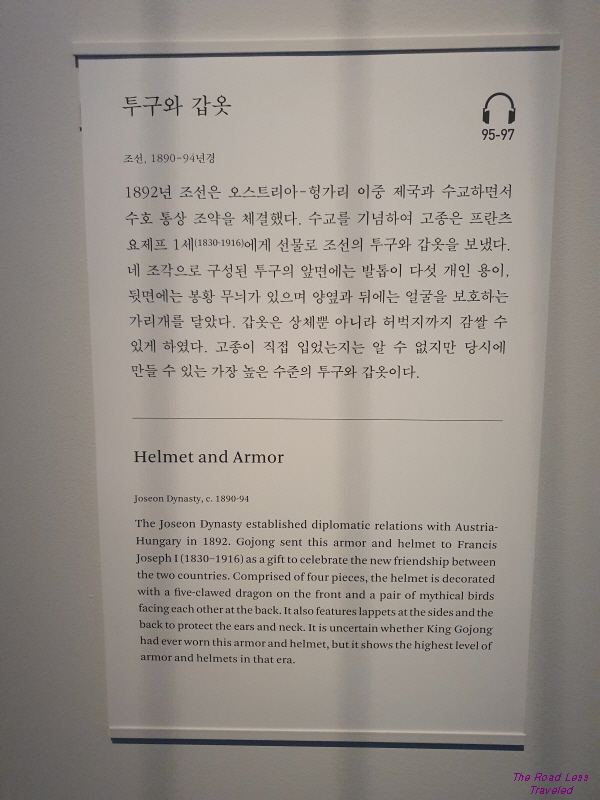 투구와 갑옷
95-97
조선, 1890-94년경
1892년 조선은 오스트리아-헝가리 이중 제국과 수교하면서
수호 통상 조약을 체결했다. 수교를 기념하여 고종은 프란츠
요제프 1세(1830-1916)에게 선물로 조선의 투구와 갑옷을 보냈다.
네 조각으로 구성된 투구의 앞면에는 발톱이 다섯 개인 용이,
뒷면에는 봉황 무늬가 있으며 양옆과 뒤에는 얼굴을 보호하는
가리개를 달았다. 갑옷은 상체뿐 아니라 허벅지까지 감쌀 수
있게 하였다. 고종이 직접 입었는지는 알 수 없지만 당시에
만들 수 있는 가장 높은 수준의 투구와 갑옷이다.
Helmet and Armor
Joseon Dynasty, c. 1890-94
The Joseon Dynasty established diplomatic relations with Austria-
Hungary in 1892. Gojong sent this armor and helmet to Francis
Joseph I (1830–1916) as a gift to celebrate the new friendship between
the two countries. Comprised of four pieces, the helmet is decorated
with a five-clawed dragon on the front and a pair of mythical birds
facing each other at the back. It also features lappets at the sides and the
back to protect the ears and neck. It is uncertain whether King Gojong
had ever worn this armor and helmet, but it shows the highest level of
armor and helmets in that era.
The Road Less
Traveled